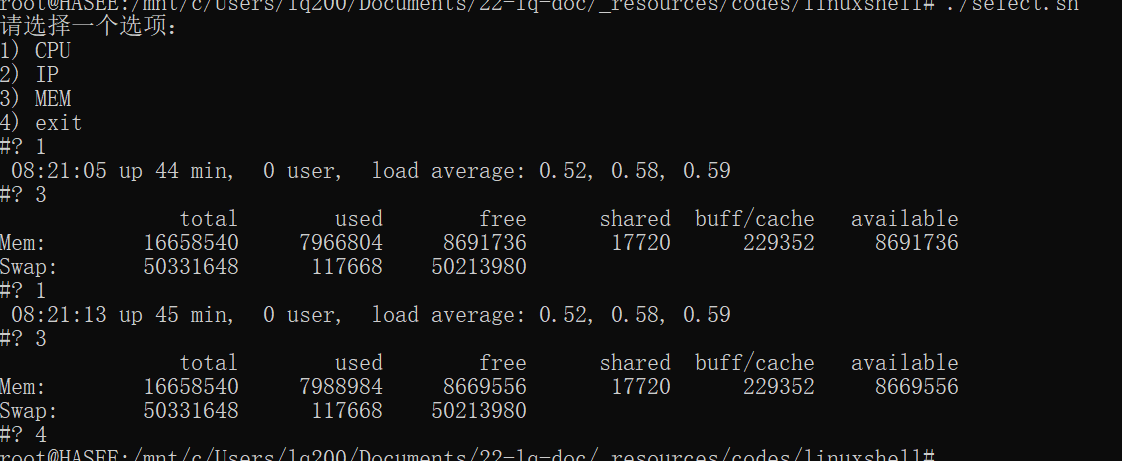 root@HASEE:/mnt/c/Users/lq200/Documents/22-lq-doc/_resources/codes/linuxshell# ./select.sh
请选择一个选项：
1) CPU
2) IP
3) MEM
4) exit
#? 1
 08:21:05 up 44 min,  0 user,  load average: 0.52, 0.58, 0.59
#? 3
              total        used        free      shared  buff/cache   available
Mem:       16658540     7966804     8691736       17720      229352     8691736
Swap:      50331648      117668    50213980
#? 1
 08:21:13 up 45 min,  0 user,  load average: 0.52, 0.58, 0.59
#? 3
              total        used        free      shared  buff/cache   available
Mem:       16658540     7988984     8669556       17720      229352     8669556
Swap:      50331648      117668    50213980
#? 4
root@HASEE:/mnt/c/Users/lq200/Documents/22-lq-doc/_resources/codes/linuxshell#